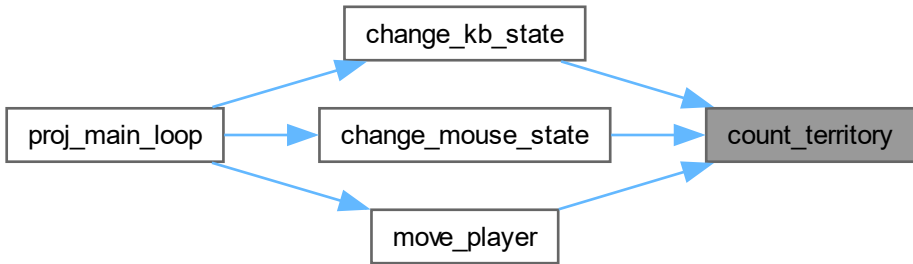 change_kb_state
proj_main_loop
change_mouse_state
count_territory
move_player